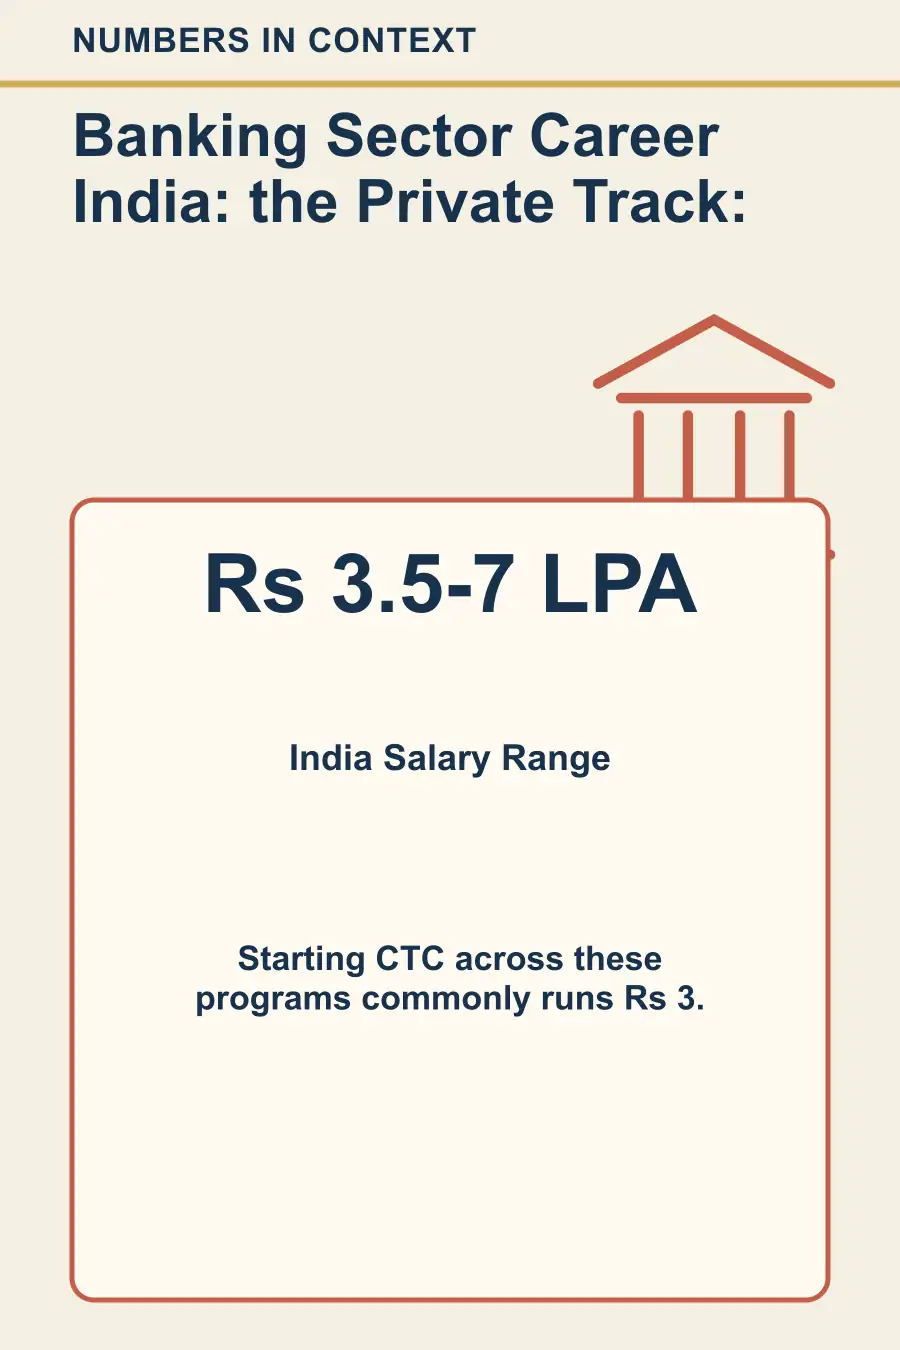 NUMBERS IN CONTEXT
Banking Sector Career
India: the Private Track:
Rs 3.5-7 LPA
India Salary Range
Starting CTC across these
programs commonly runs Rs 3.